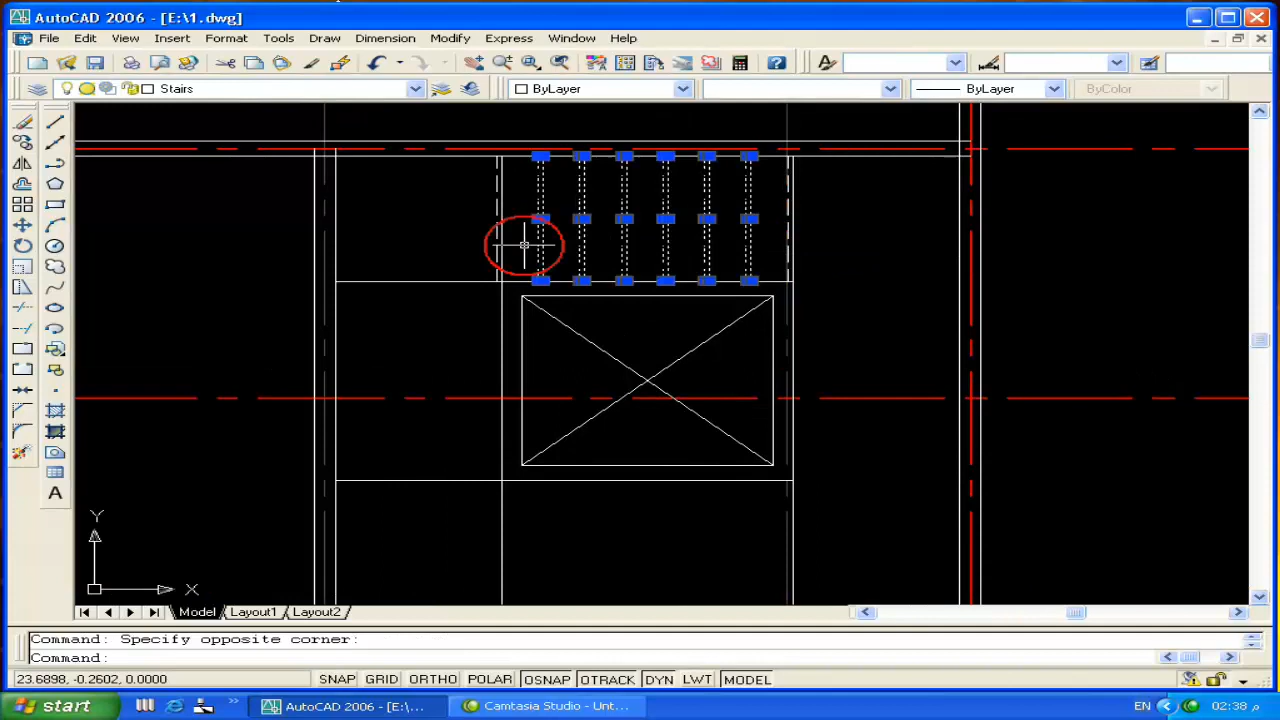 AutoCAD 2006 - [E:\1.dwg]
File Edit View Insert Format Tools Draw Dimension Modify Express Window Help
Stairs ByLayer ByLayer ByColor
Y
X
A
Model Layout1 Layout2
Command: Specify opposite corner:
Command:
23.6898, -0.2602, 0.0000 SNAP GRID ORTHO POLAR OSNAP OTRACK DYN LWT MODEL
start AutoCAD 2006 - [E:\... Camtasia Studio - Unt... EN 02:38 م